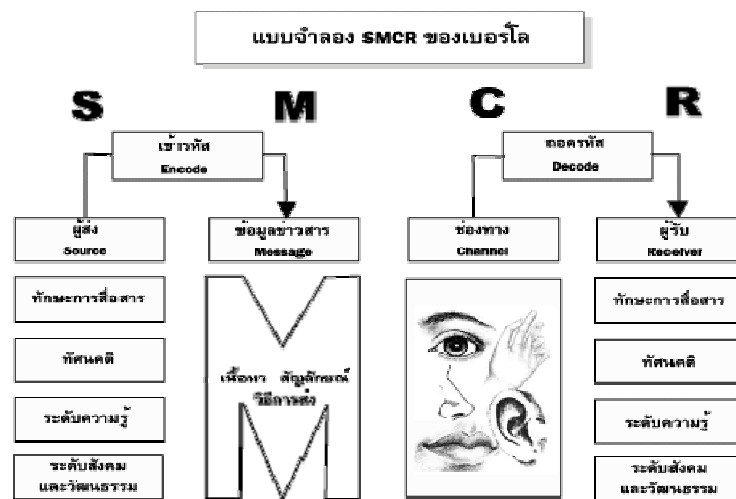 แบบจำลอง SMCR ของเบอร์โล
S M C R
เข้ารหัส
Encode
ถอดรหัส
Decode
ผู้ส่ง
Source
ข้อมูลข่าวสาร
Message
ช่องทาง
Channel
ผู้รับ
Receiver
ทักษะการสื่อสาร
ทัศนคติ
ระดับความรู้
ระดับสังคม
และวัฒนธรรม
เนื้อหา สัญลักษณ์
วิธีการส่ง
ทักษะการสื่อสาร
ทัศนคติ
ระดับความรู้
ระดับสังคม
และวัฒนธรรม